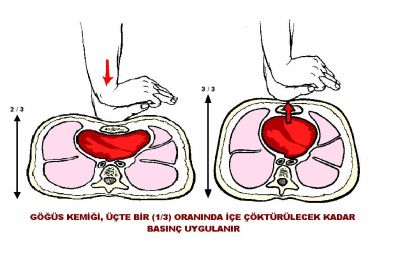 2 / 3
3 / 3
GÖĞÜS KEMİĞİ, ÜÇTE BİR (1/3) ORANINDA İÇE ÇÖKTÜRÜLECEK KADAR
BASINÇ UYGULANIR